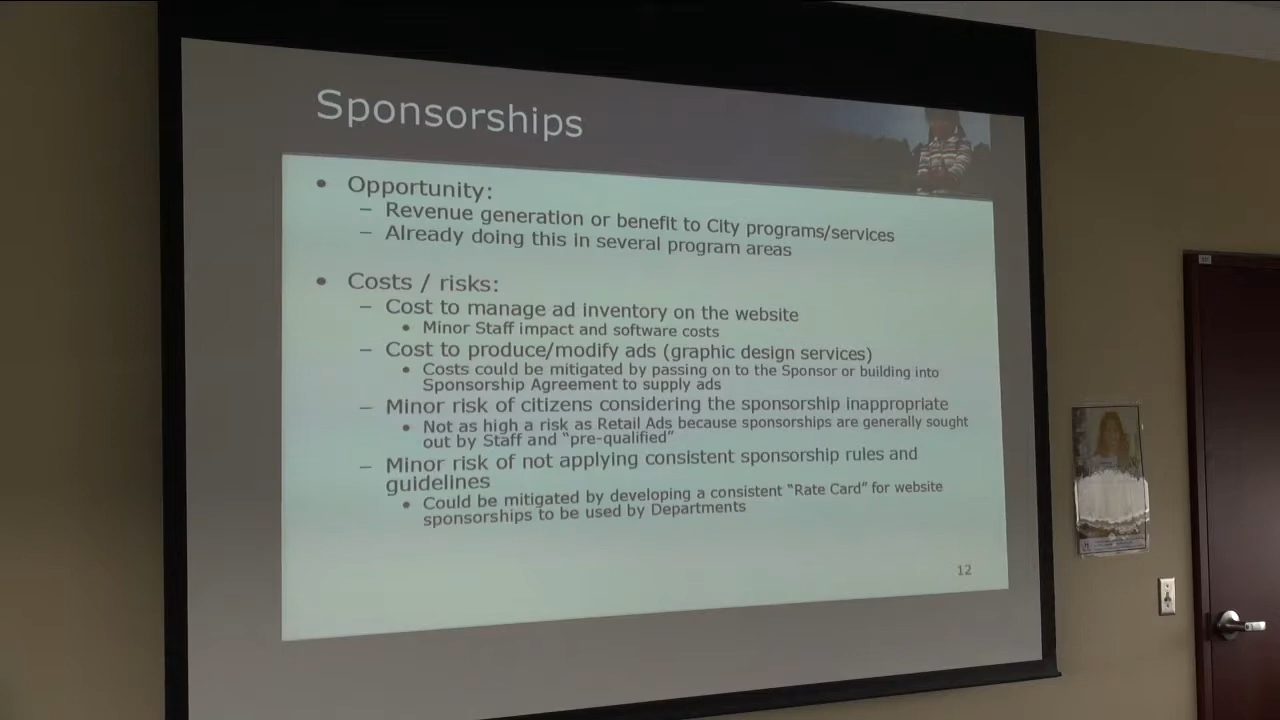 Sponsorships
• Opportunity:
– Revenue generation or benefit to City programs/services
– Already doing this in several program areas
• Costs / risks:
– Cost to manage ad inventory on the website
• Minor Staff impact and software costs
– Cost to produce/modify ads (graphic design services)
• Costs could be mitigated by passing on to the Sponsor or building into
Sponsorship Agreement to supply ads
– Minor risk of citizens considering the sponsorship inappropriate
• Not as high a risk as Retail Ads because sponsorships are generally sought
out by Staff and “pre-qualified”
– Minor risk of not applying consistent sponsorship rules and
guidelines
• Could be mitigated by developing a consistent “Rate Card” for website
sponsorships to be used by Departments
12